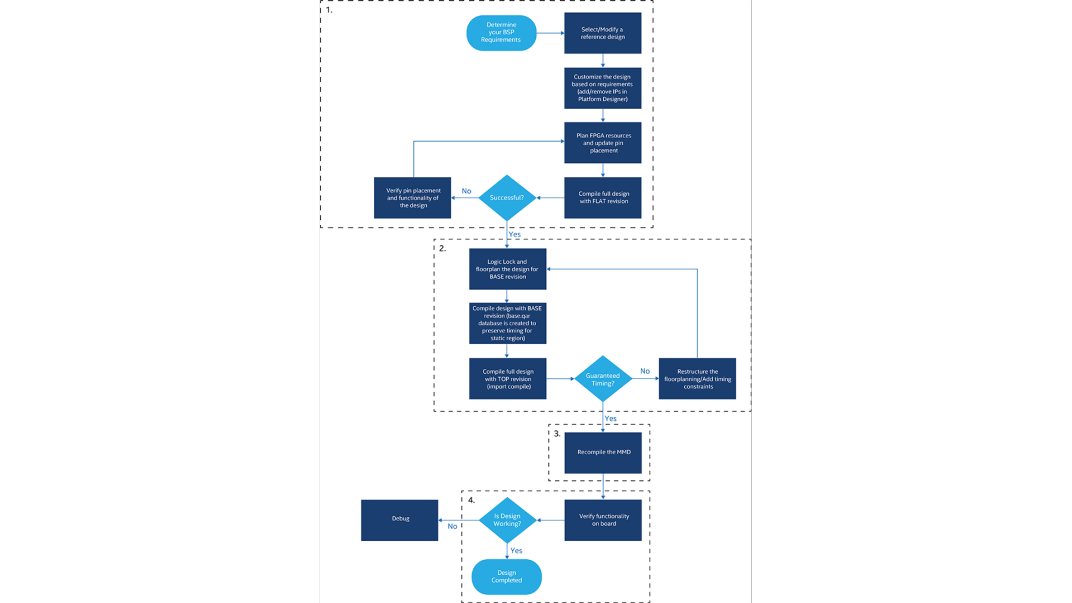 1.
Determine
your BSP
Requirements
Select/Modify a
reference design
Customize the design
based on requirements
(add/remove IPs in
Platform Designer)
Plan FPGA resources
and update pin
placement
Verify pin placement
and functionality of
the design
No
Successful?
Compile full design
with FLAT revision
Yes
2.
Logic Lock and
floorplan the design for
BASE revision
Compile design with BASE
revision (base.qar
database is created to
preserve timing for
static region)
Compile full design
with TOP revision
(import compile)
Guaranteed
Timing?
No
Restructure the
floorplanning/Add timing
constraints
Yes
3.
Recompile the MMD
4.
Debug
No
Is Design
Working?
Verify functionality
on board
Yes
Design
Completed